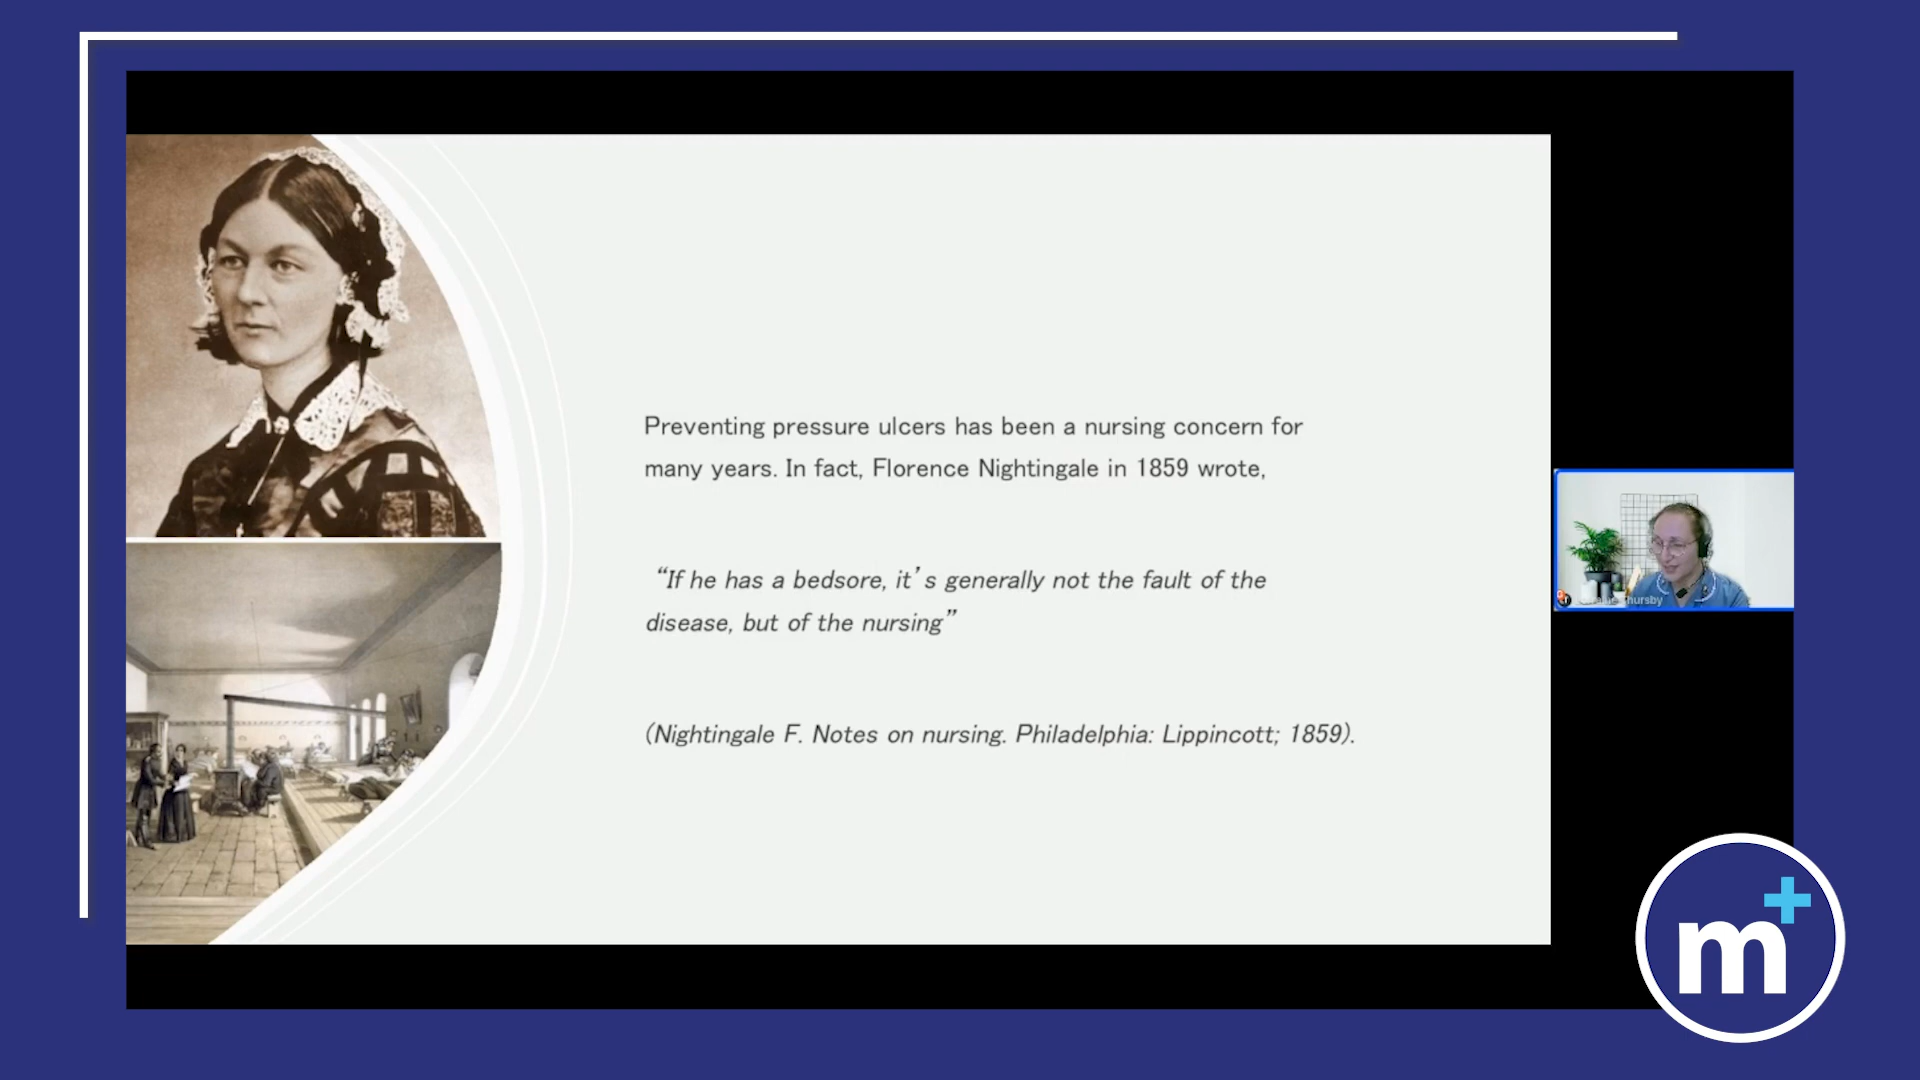 Preventing pressure ulcers has been a nursing concern for
many years. In fact, Florence Nightingale in 1859 wrote,
“If he has a bedsore, it’s generally not the fault of the
disease, but of the nursing”
(Nightingale F. Notes on nursing. Philadelphia: Lippincott; 1859).
m+